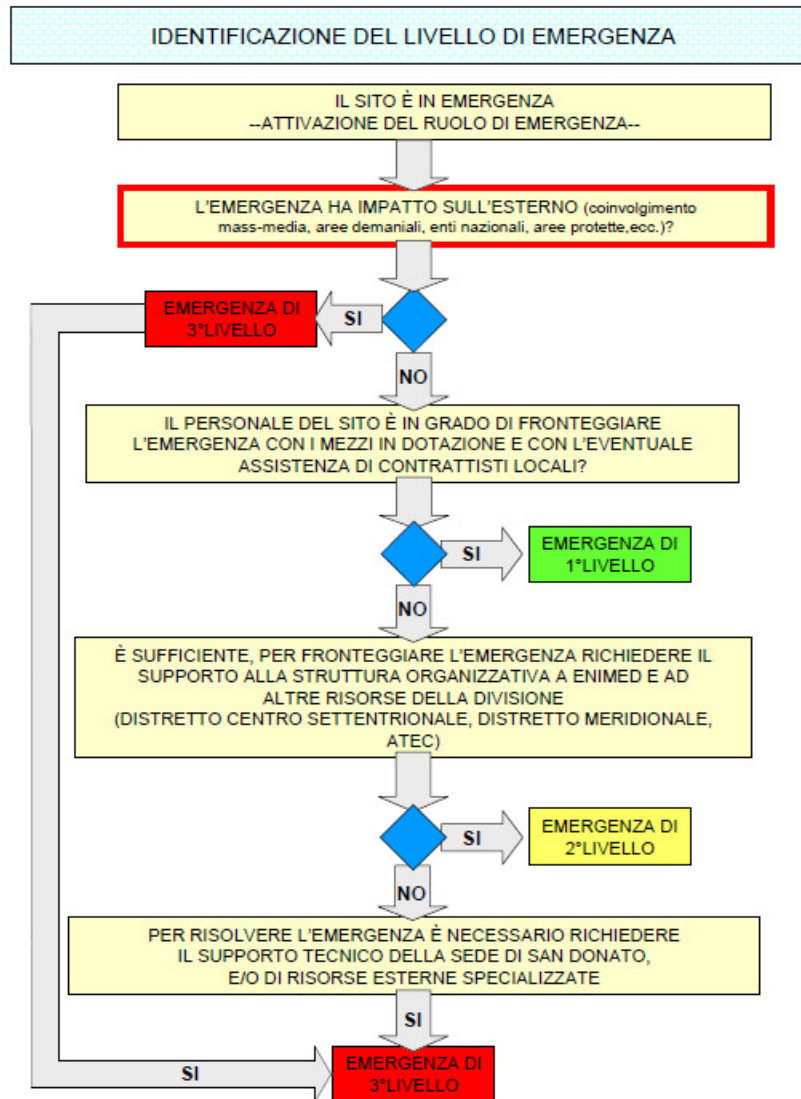 IDENTIFICAZIONE DEL LIVELLO DI EMERGENZA
IL SITO È IN EMERGENZA
--ATTIVAZIONE DEL RUOLO DI EMERGENZA--
L'EMERGENZA HA IMPATTO SULL'ESTERNO (coinvolgimento
mass-media, aree demaniali, enti nazionali, aree protette,ecc.)?
EMERGENZA DI
3°LIVELLO
SI
NO
IL PERSONALE DEL SITO È IN GRADO DI FRONTEGGIARE
L'EMERGENZA CON I MEZZI IN DOTAZIONE E CON L'EVENTUALE
ASSISTENZA DI CONTRATTISTI LOCALI?
SI
EMERGENZA DI
1°LIVELLO
NO
È SUFFICIENTE, PER FRONTEGGIARE L'EMERGENZA RICHIEDERE IL
SUPPORTO ALLA STRUTTURA ORGANIZZATIVA A ENIMED E AD
ALTRE RISORSE DELLA DIVISIONE
(DISTRETTO CENTRO SETTENTRIONALE, DISTRETTO MERIDIONALE,
ATEC)
SI
EMERGENZA DI
2°LIVELLO
NO
PER RISOLVERE L'EMERGENZA È NECESSARIO RICHIEDERE
IL SUPPORTO TECNICO DELLA SEDE DI SAN DONATO,
E/O DI RISORSE ESTERNE SPECIALIZZATE
SI
SI
EMERGENZA DI
3°LIVELLO